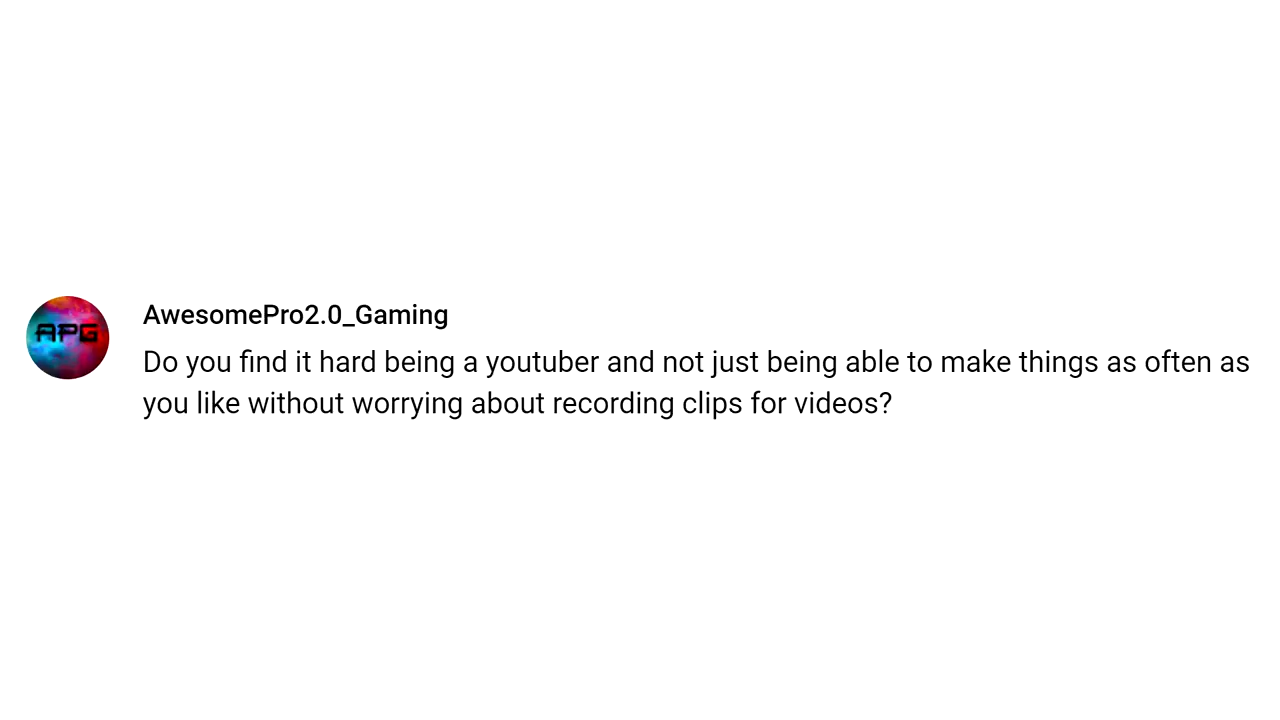 APG
AwesomePro2.0_Gaming
Do you find it hard being a youtuber and not just being able to make things as often as
you like without worrying about recording clips for videos?